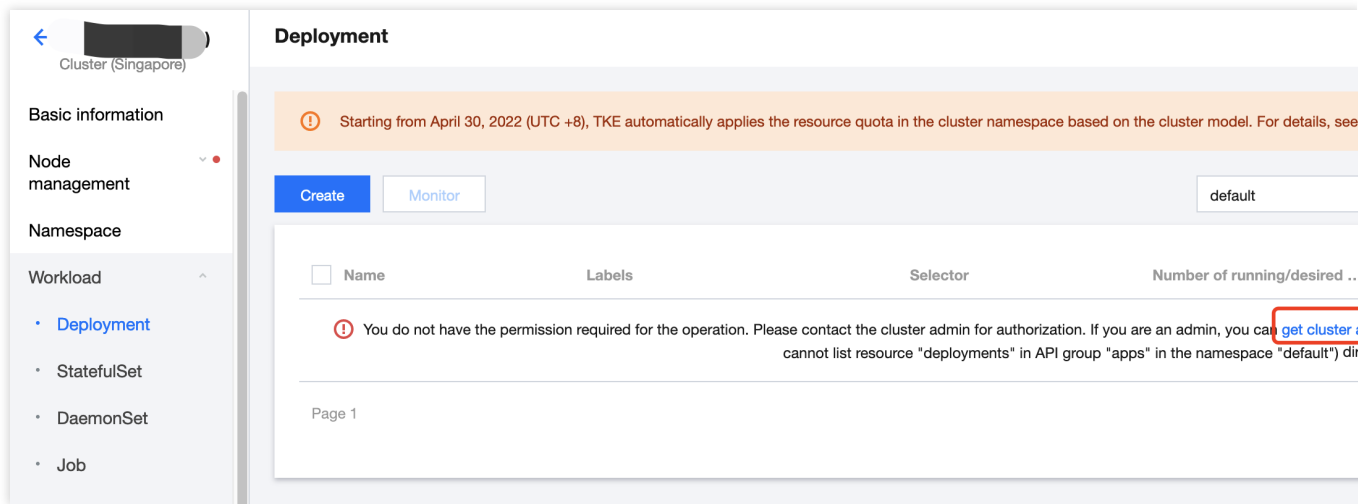 Cluster (Singapore)
Basic information
Node
management
Namespace
Workload
Deployment
StatefulSet
DaemonSet
Job
Deployment
Starting from April 30, 2022 (UTC +8), TKE automatically applies the resource quota in the cluster namespace based on the cluster model. For details, see
Create
Monitor
default
Name Labels Selector Number of running/desired ..
You do not have the permission required for the operation. Please contact the cluster admin for authorization. If you are an admin, you can get cluster
cannot list resource "deployments" in API group "apps" in the namespace "default")
Page 1